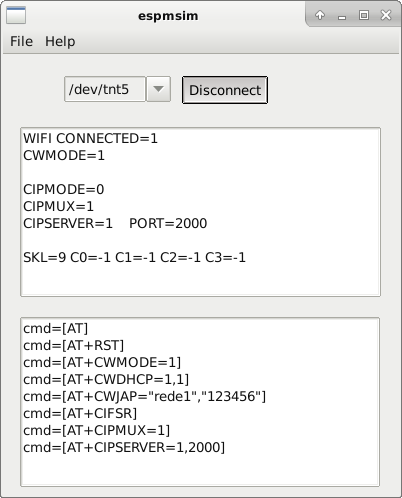 espmsim
File Help
/dev/tnt5 Disconnect
WIFI CONNECTED=1
CWMODE=1
CIPMODE=0
CIPMUX=1
CIPSERVER=1 PORT=2000
SKL=9 C0=-1 C1=-1 C2=-1 C3=-1
cmd=[AT]
cmd=[AT+RST]
cmd=[AT+CWMODE=1]
cmd=[AT+CWDHCP=1,1]
cmd=[AT+CWJAP="rede1","123456"]
cmd=[AT+CIFSR]
cmd=[AT+CIPMUX=1]
cmd=[AT+CIPSERVER=1,2000]